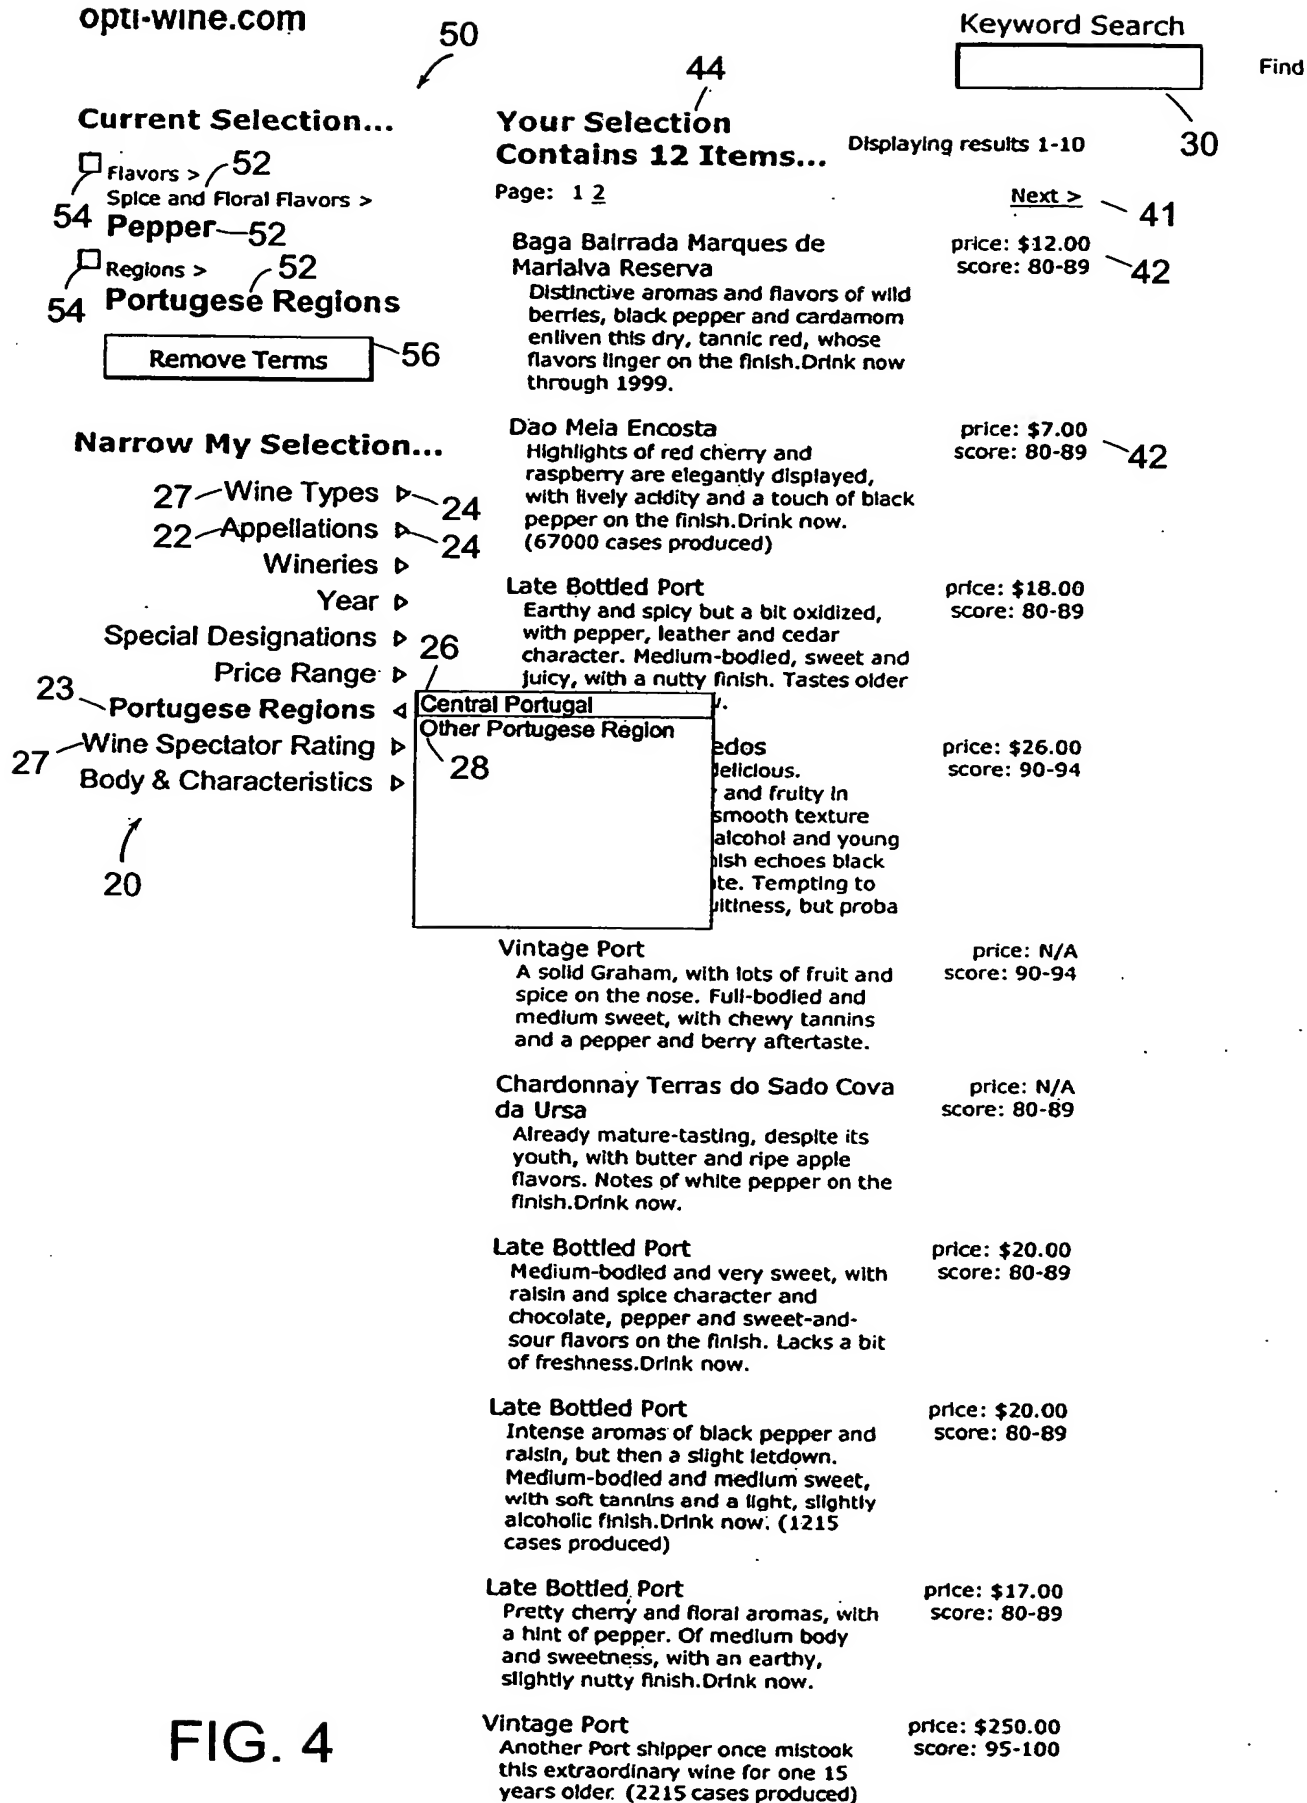 opti-wine.com
50
Keyword Search
Find
30
44
Current Selection...
Flavors > 52
Spice and Floral Flavors >
54 Pepper 52
Regions > 52
54 Portugese Regions
Remove Terms 56
Narrow My Selection...
27 Wine Types 24
22 Appellations 24
Wineries
Year
Special Designations
Price Range
23 Portugese Regions
27 Wine Spectator Rating
Body & Characteristics
20
26
Central Portugal
Other Portugese Region
28
Your Selection
Contains 12 Items...
Displaying results 1-10
Page: 1 2
Next > 41
Baga Bairrada Marques de
Marialva Reserva
price: $12.00
score: 80-89 42
Distinctive aromas and flavors of wild
berries, black pepper and cardamom
enliven this dry, tannic red, whose
flavors linger on the finish.Drink now
through 1999.
Dao Meia Encosta
price: $7.00
score: 80-89 42
Highlights of red cherry and
raspberry are elegantly displayed,
with lively acidity and a touch of black
pepper on the finish.Drink now.
(67000 cases produced)
Late Bottled Port
price: $18.00
score: 80-89
Earthy and spicy but a bit oxidized,
with pepper, leather and cedar
character. Medium-bodied, sweet and
juicy, with a nutty finish. Tastes older
edos
price: $26.00
score: 90-94
elicious.
and fruity in
smooth texture
alcohol and young
ish echoes black
te. Tempting to
uitiness, but proba
Vintage Port
price: N/A
score: 90-94
A solid Graham, with lots of fruit and
spice on the nose. Full-bodied and
medium sweet, with chewy tannins
and a pepper and berry aftertaste.
Chardonnay Terras do Sado Cova
da Ursa
price: N/A
score: 80-89
Already mature-tasting, despite its
youth, with butter and ripe apple
flavors. Notes of white pepper on the
finish.Drink now.
Late Bottled Port
price: $20.00
score: 80-89
Medium-bodied and very sweet, with
raisin and spice character and
chocolate, pepper and sweet-and-
sour flavors on the finish. Lacks a bit
of freshness.Drink now.
Late Bottled Port
price: $20.00
score: 80-89
Intense aromas of black pepper and
raisin, but then a slight letdown.
Medium-bodied and medium sweet,
with soft tannins and a light, slightly
alcoholic finish.Drink now. (1215
cases produced)
Late Bottled Port
price: $17.00
score: 80-89
Pretty cherry and floral aromas, with
a hint of pepper. Of medium body
and sweetness, with an earthy,
slightly nutty finish.Drink now.
Vintage Port
price: $250.00
score: 95-100
Another Port shipper once mistook
this extraordinary wine for one 15
years older. (2215 cases produced)
FIG. 4